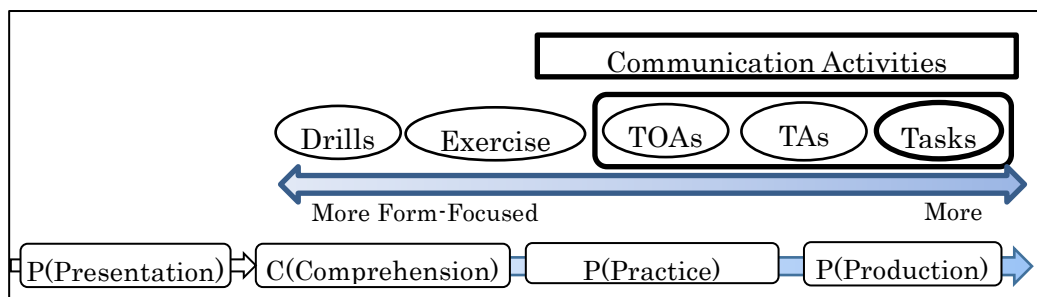 Communication Activities
Drills Exercise TOAs TAs Tasks
More Form-Focused More
P(Presentation) C(Comprehension) P(Practice) P(Production)